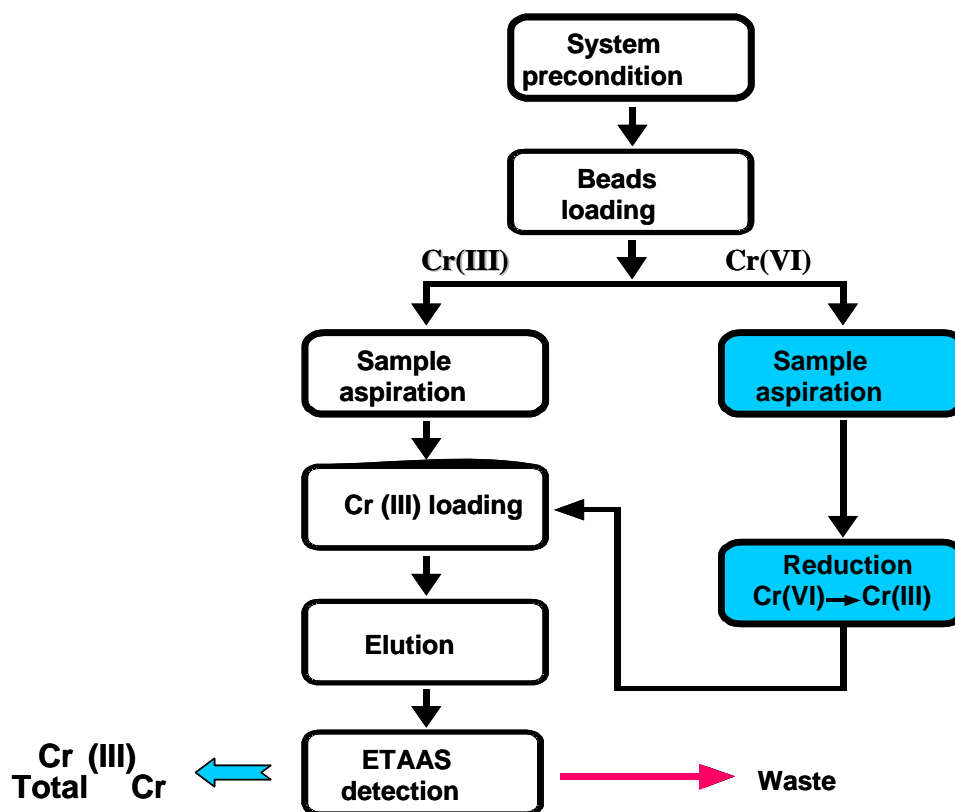 System
precondition
Beads
loading
Cr(III)
Cr(VI)
Sample
aspiration
Sample
aspiration
Cr (III) loading
Reduction
Cr(VI)→Cr(III)
Elution
ETAAS
detection
Cr (III)
Total Cr
Waste